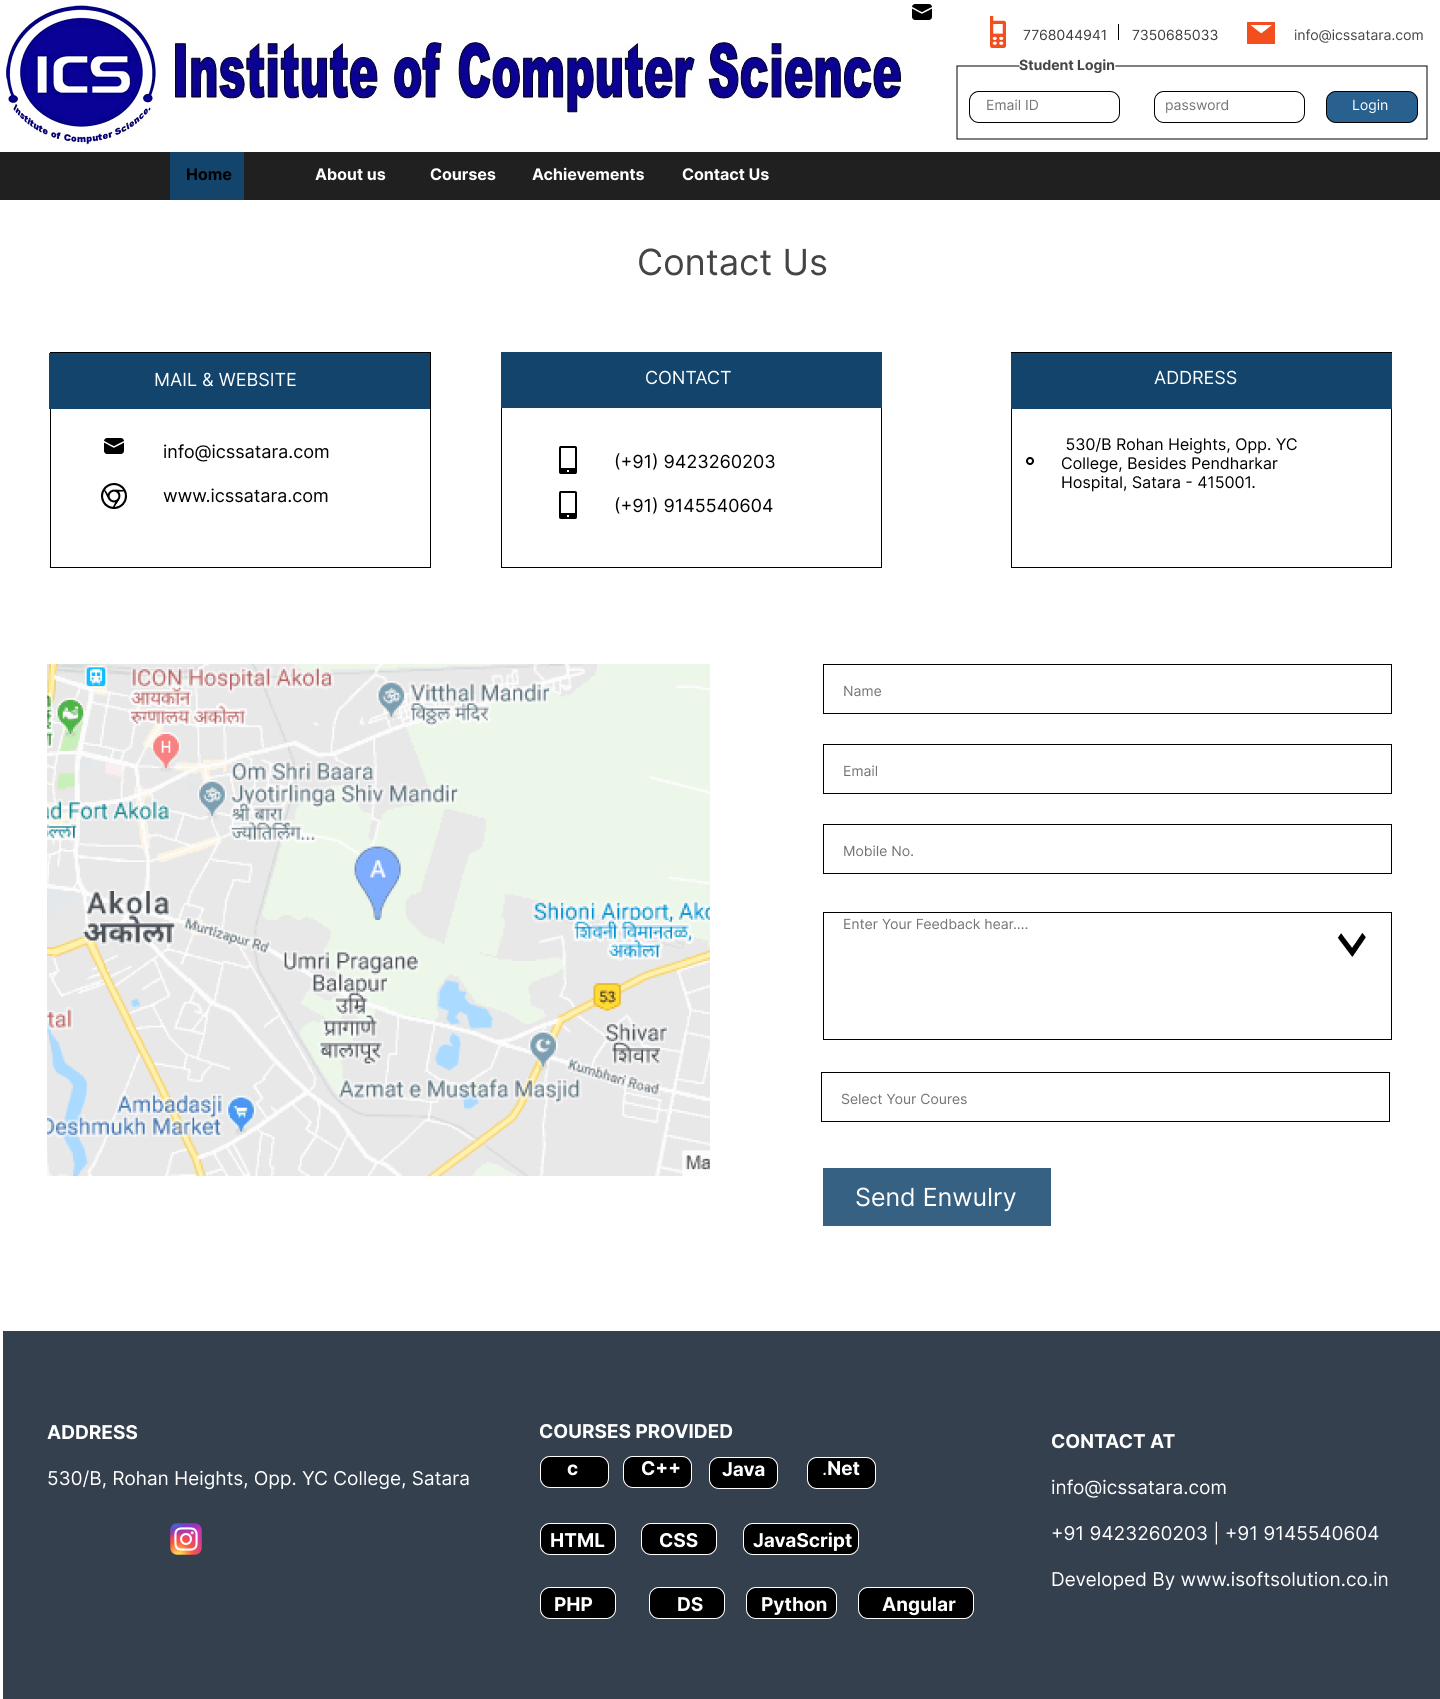 ICS
Institute of Computer Science.
Institute of Computer Science
7768044941 | 7350685033
info@icssatara.com
Student Login
Email ID
password
Login
Home
About us
Courses
Achievements
Contact Us
Contact Us
MAIL & WEBSITE
info@icssatara.com
www.icssatara.com
CONTACT
(+91) 9423260203
(+91) 9145540604
ADDRESS
530/B Rohan Heights, Opp. YC
College, Besides Pendharkar
Hospital, Satara - 415001.
ICON Hospital Akola
आयकॉन
रुग्णालय अकोला
H
Vitthal Mandir
विठ्ठल मंदिर
Om Shri Baara
Jyotirlinga Shiv Mandir
श्री बारा
ज्योतिर्लिंग...
d Fort Akola
ल्ला
A
Akola
अकोला
Murtizapur Rd
Shioni Airport, Ako
शिवनी विमानतळ,
अकोला
Umri Pragane
Balapur
उम्रि
प्रागाणे
बालापूर
53
Shivar
शिवार
tal
Kumbhari Road
Azmat e Mustafa Masjid
Ambadasji
Deshmukh Market
Ma
Name
Email
Mobile No.
Enter Your Feedback hear....
Select Your Coures
Send Enwulry
ADDRESS
530/B, Rohan Heights, Opp. YC College, Satara
COURSES PROVIDED
c
C++
Java
.Net
HTML
CSS
JavaScript
PHP
DS
Python
Angular
CONTACT AT
info@icssatara.com
+91 9423260203 | +91 9145540604
Developed By www.isoftsolution.co.in